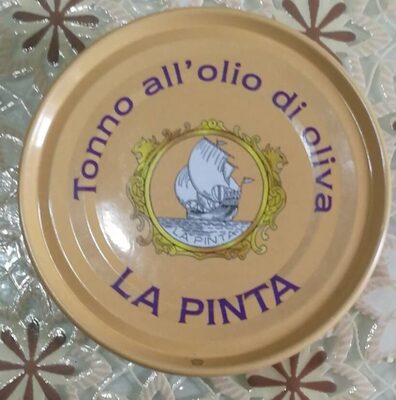 Tonno all'olio di oliva
LA PINTA
LA PINTA